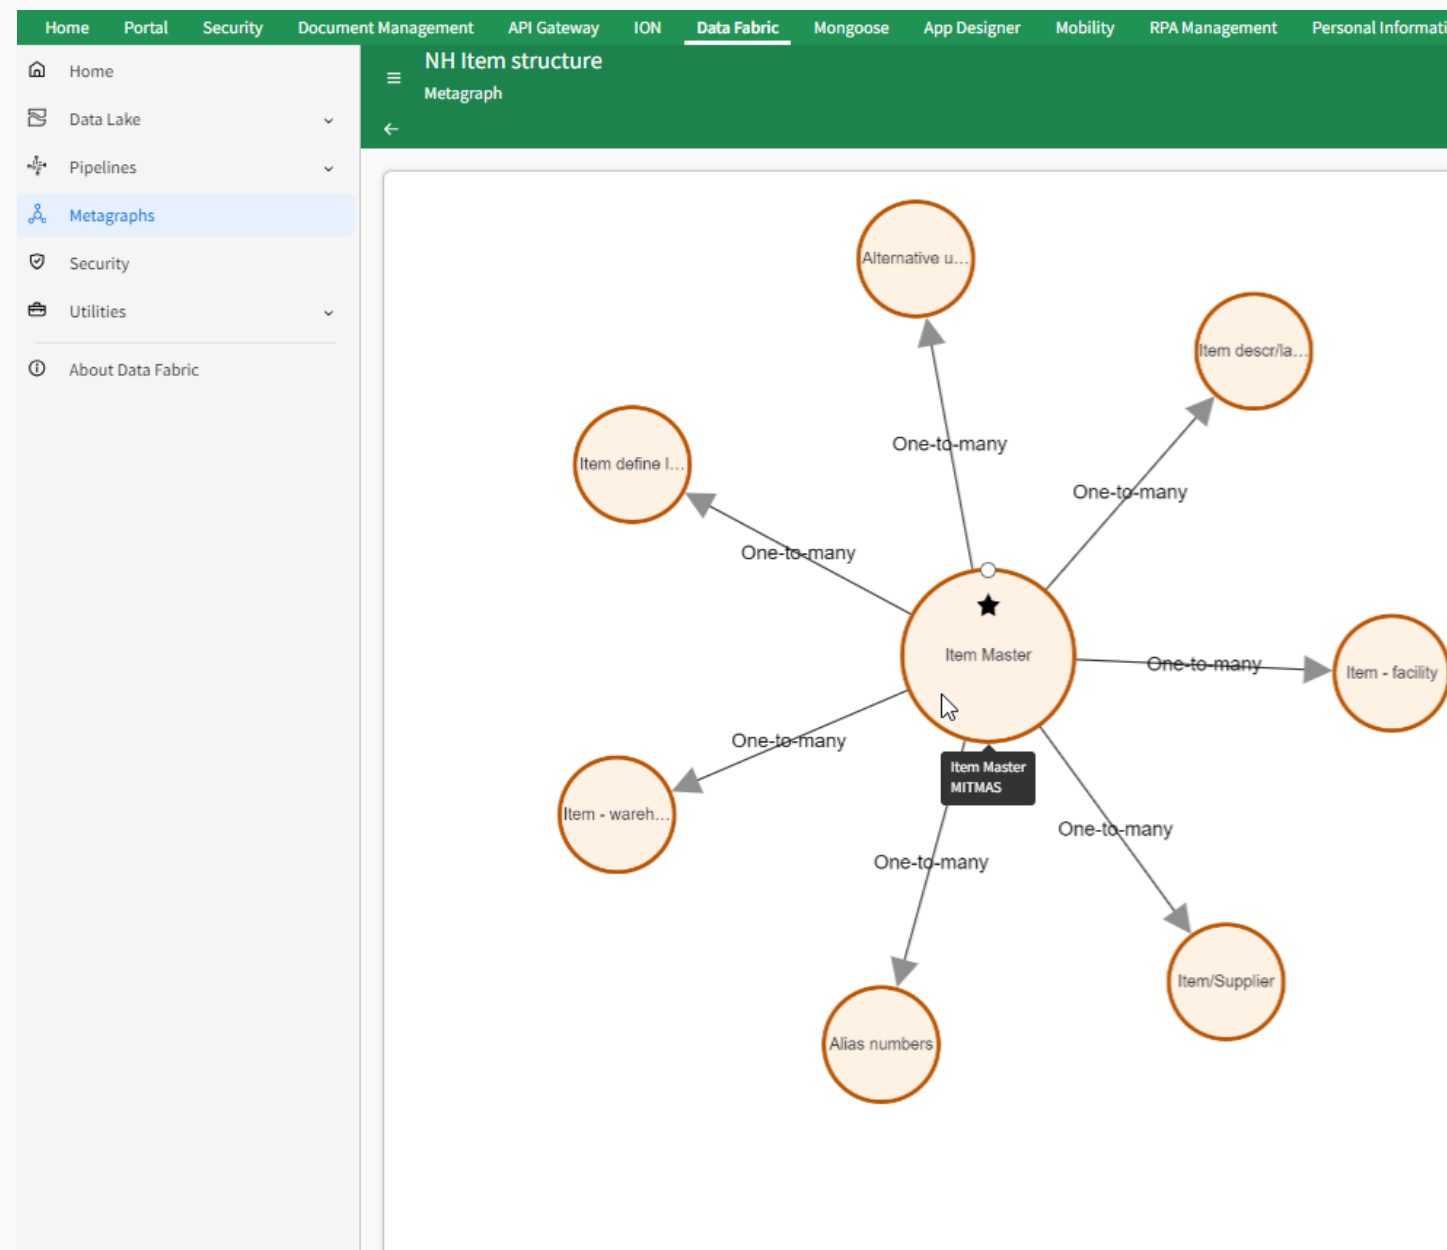 Home Portal Security Document Management API Gateway ION Data Fabric Mongoose App Designer Mobility RPA Management Personal Informati
Home
Data Lake
Pipelines
Metagraphs
Security
Utilities
About Data Fabric
NH Item structure
Metagraph
Alternative u...
Item descr/la...
One-to-many
Item define l...
One-to-many
One-to-many
Item Master
One-to-many
Item - facility
One-to-many
Item Master
MITMAS
Item - wareh...
One-to-many
One-to-many
Item/Supplier
Alias numbers